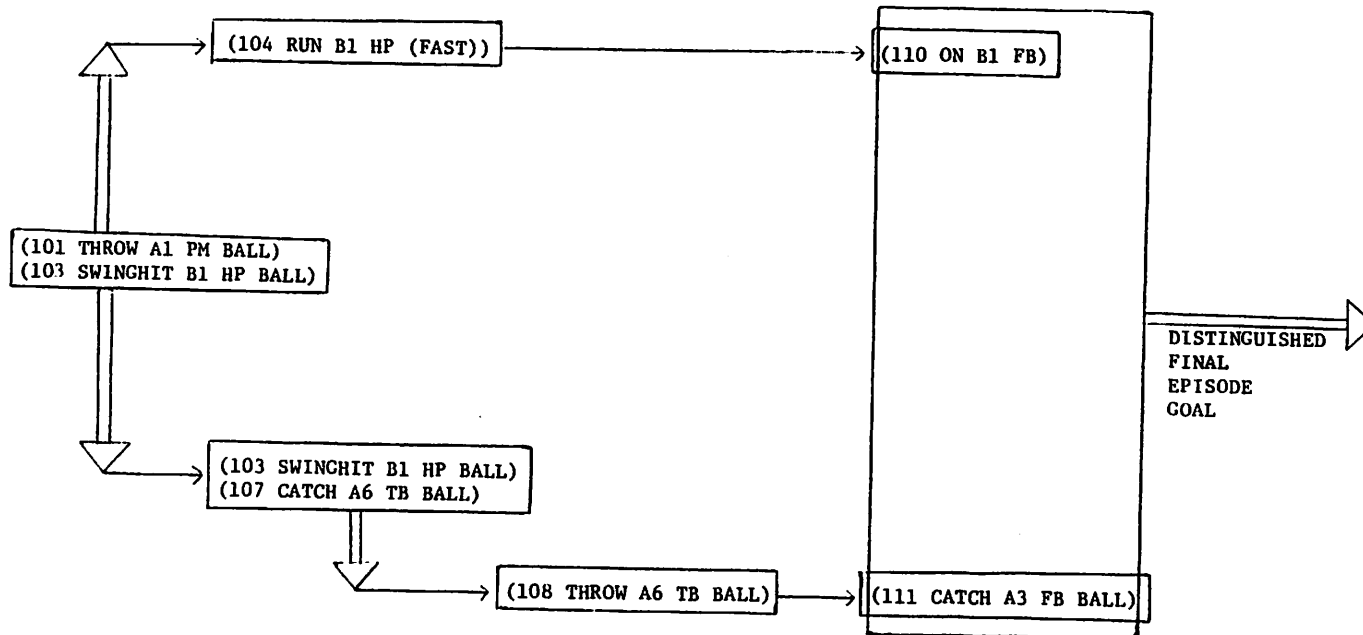 (104 RUN B1 HP (FAST))
(110 ON B1 FB)
(101 THROW A1 PM BALL)
(103 SWINGHIT B1 HP BALL)
DISTINGUISHED
FINAL
EPISODE
GOAL
(103 SWINGHIT B1 HP BALL)
(107 CATCH A6 TB BALL)
(108 THROW A6 TB BALL)
(111 CATCH A3 FB BALL)